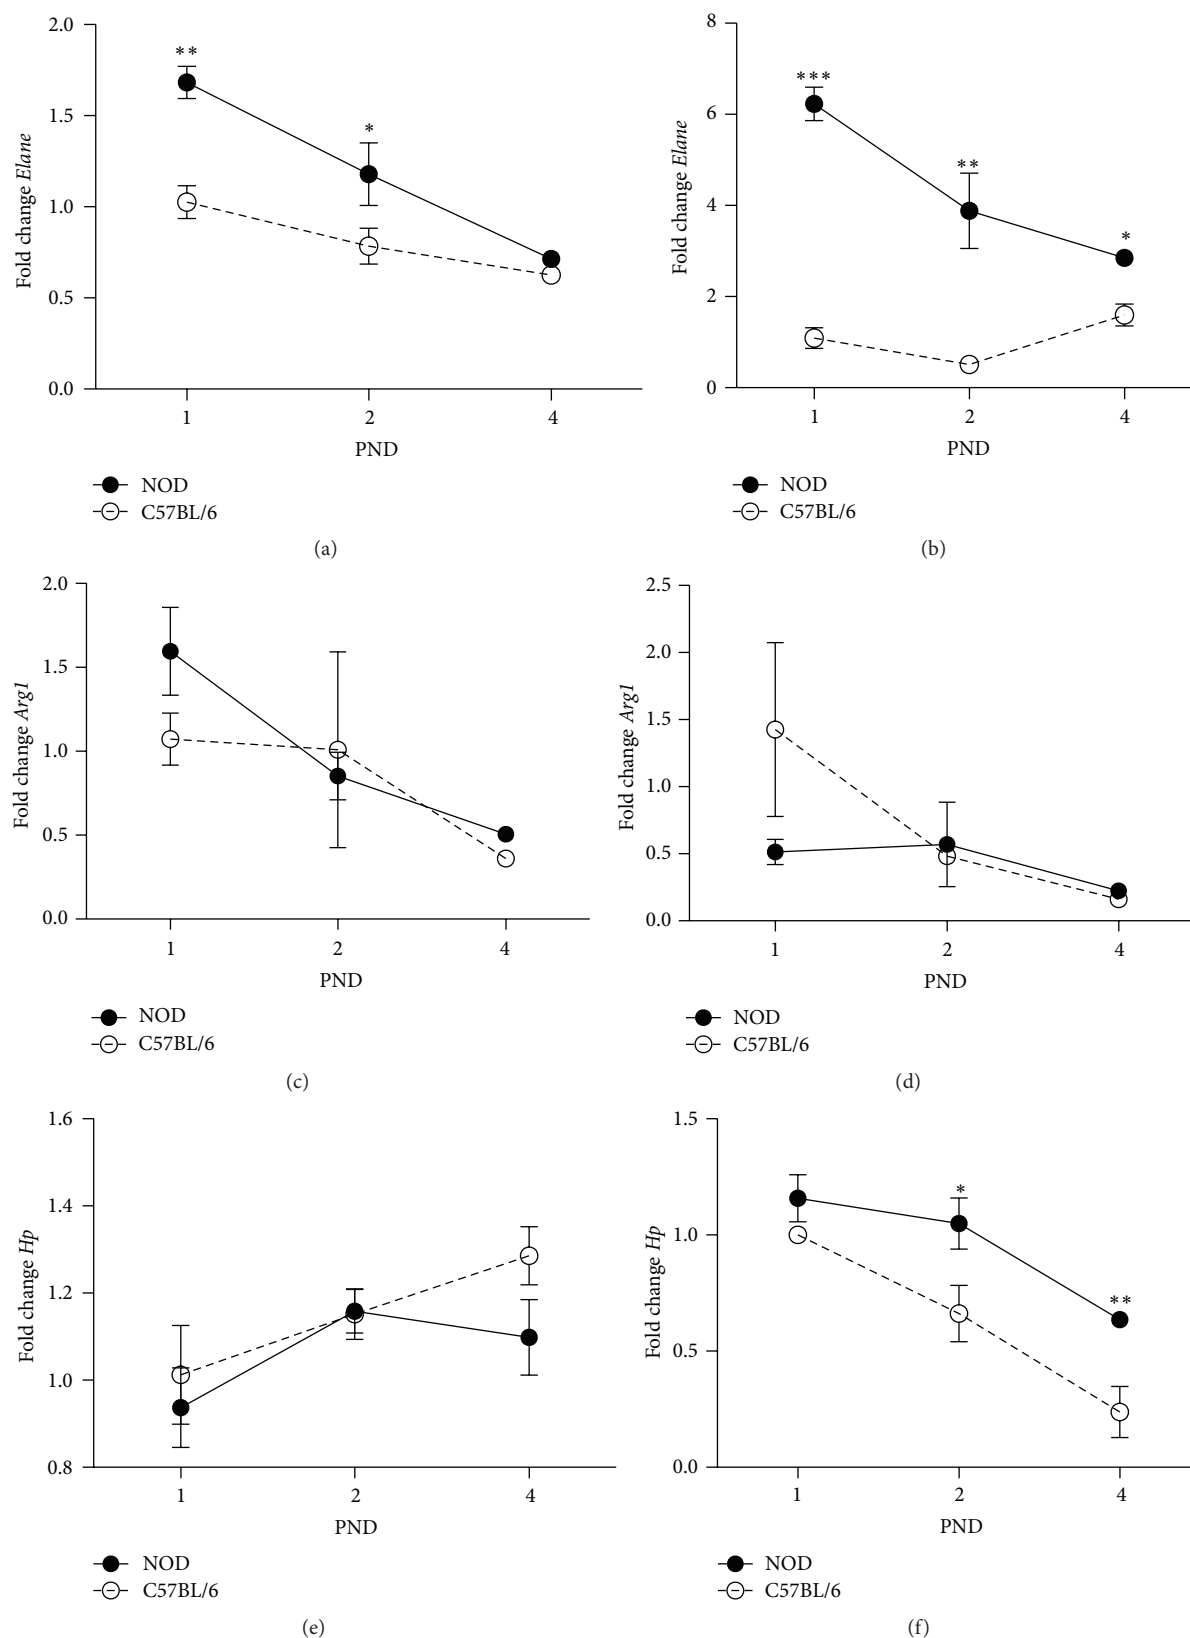 2.0
**
1.5
*
1.0
0.5
0.0
Fold change Elane
1
2
4
PND
NOD
C57BL/6
(a)
8
***
6
**
4
*
2
0
Fold change Elane
1
2
4
PND
NOD
C57BL/6
(b)
2.0
1.5
1.0
0.5
0.0
Fold change Arg1
1
2
4
PND
NOD
C57BL/6
(c)
2.5
2.0
1.5
1.0
0.5
0.0
Fold change Arg1
1
2
4
PND
NOD
C57BL/6
(d)
1.6
1.4
1.2
1.0
0.8
Fold change Hp
1
2
4
PND
NOD
C57BL/6
(e)
1.5
*
1.0
**
0.5
0.0
Fold change Hp
1
2
4
PND
NOD
C57BL/6
(f)